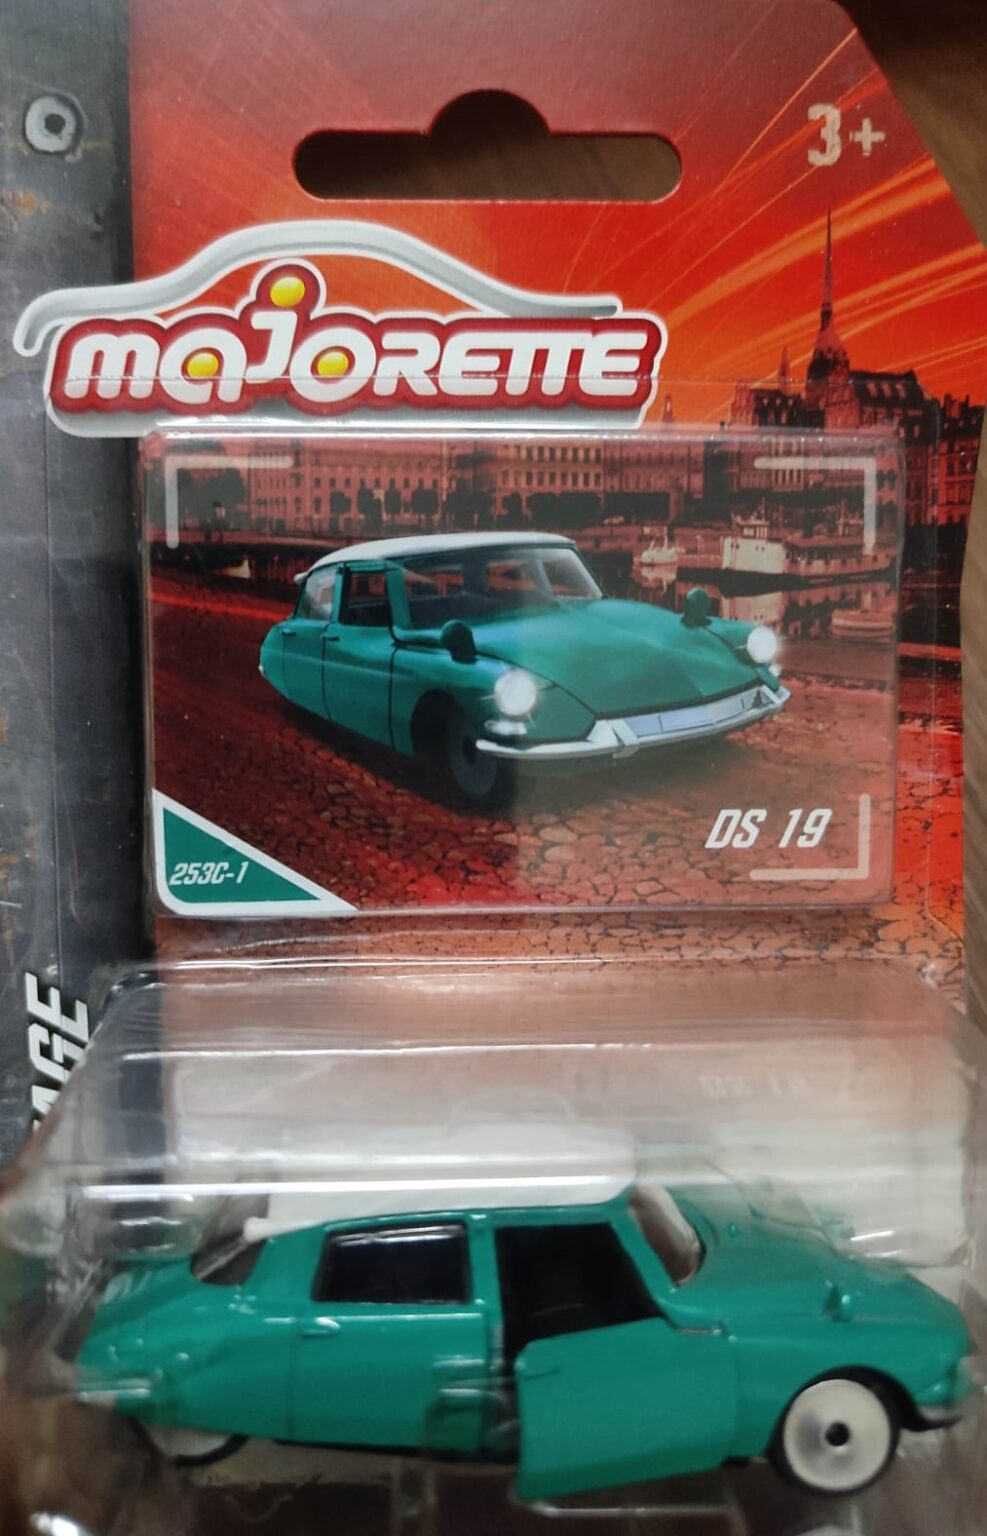 3+
MAJORETTE
DS 19
253C-1